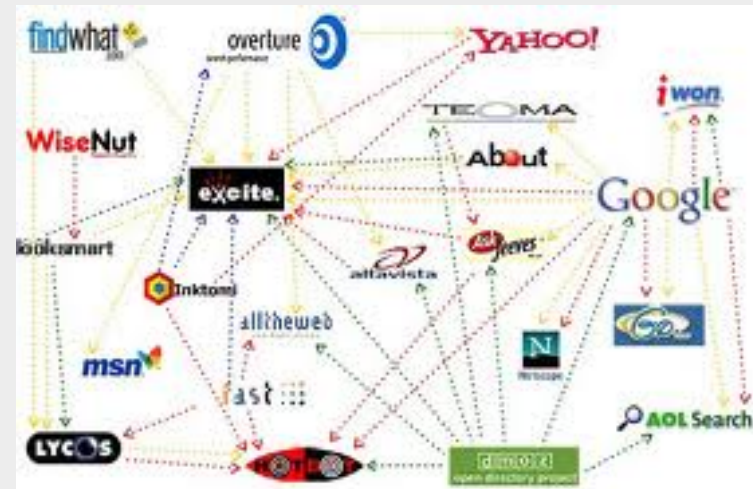 findwhat
overture
YAHOO!
TEOMA
iwon.
WiseNut
About
excite.
Google
looksmart
Jeeves
altavista
Inktomi
alltheweb
msn
N
Netscape
fast
AOL Search
LYCOS
HOTBOT
dmoz
open directory project